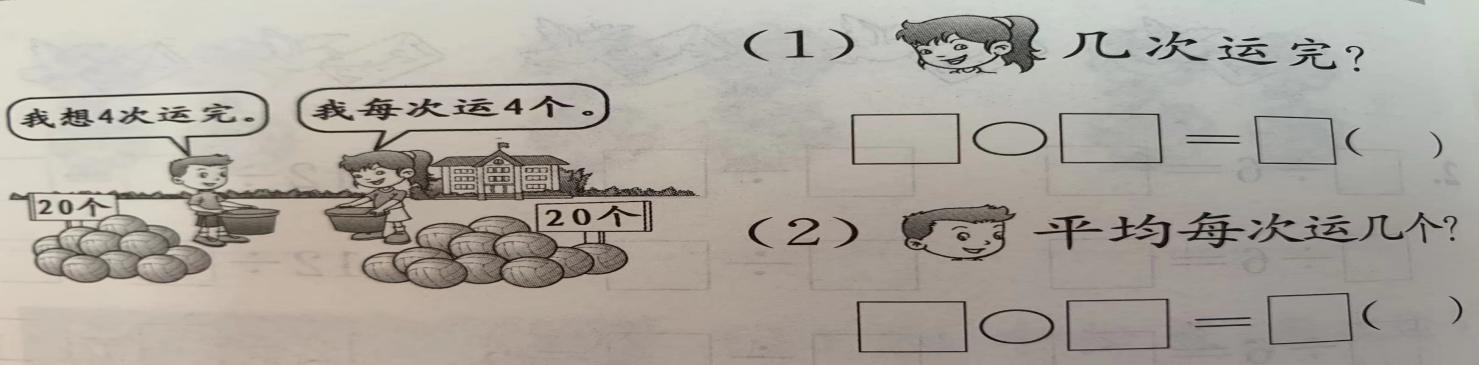 我想4次运完。
我每次运4个。
20个
20个
(1) 几次运完?
□○□=□( )
(2) 平均每次运几个?
□○□=□( )